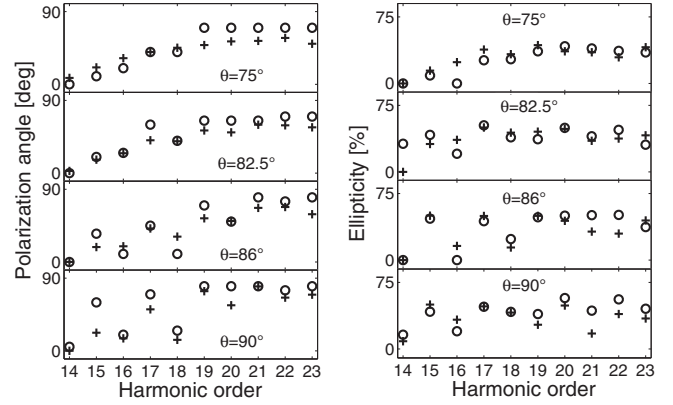 Polarization angle [deg]
90
0
θ=75°
90
0
θ=82.5°
90
0
θ=86°
90
0
θ=90°
14 15 16 17 18 19 20 21 22 23
Harmonic order
Ellipticity [%]
75
0
θ=75°
75
0
θ=82.5°
75
0
θ=86°
75
0
θ=90°
14 15 16 17 18 19 20 21 22 23
Harmonic order